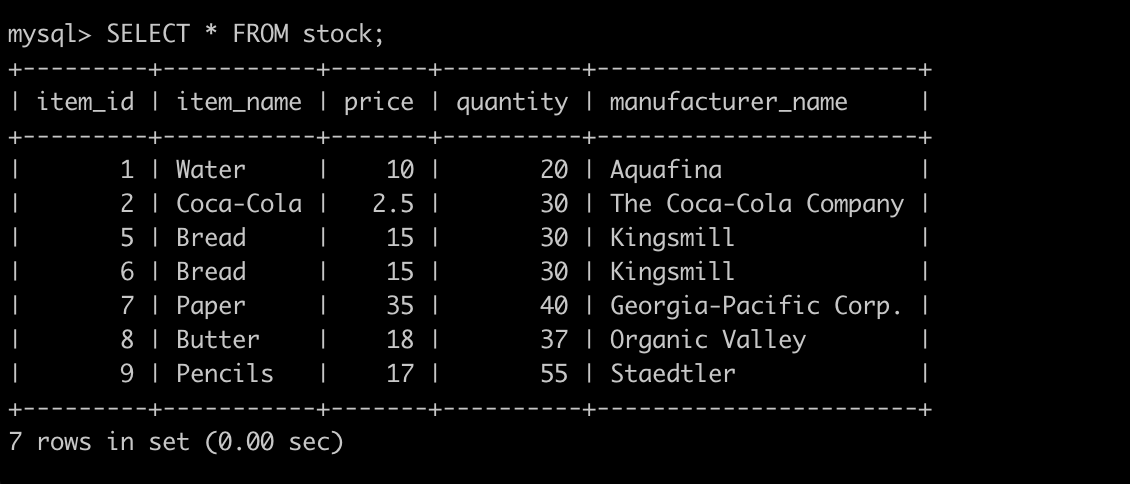 mysql> SELECT * FROM stock;
+---------+-----------+-------+----------+-----------------------+
| item_id | item_name | price | quantity | manufacturer_name     |
+---------+-----------+-------+----------+-----------------------+
|       1 | Water     |    10 |       20 | Aquafina              |
|       2 | Coca-Cola |   2.5 |       30 | The Coca-Cola Company |
|       5 | Bread     |    15 |       30 | Kingsmill             |
|       6 | Bread     |    15 |       30 | Kingsmill             |
|       7 | Paper     |    35 |       40 | Georgia-Pacific Corp. |
|       8 | Butter    |    18 |       37 | Organic Valley        |
|       9 | Pencils   |    17 |       55 | Staedtler             |
+---------+-----------+-------+----------+-----------------------+
7 rows in set (0.00 sec)